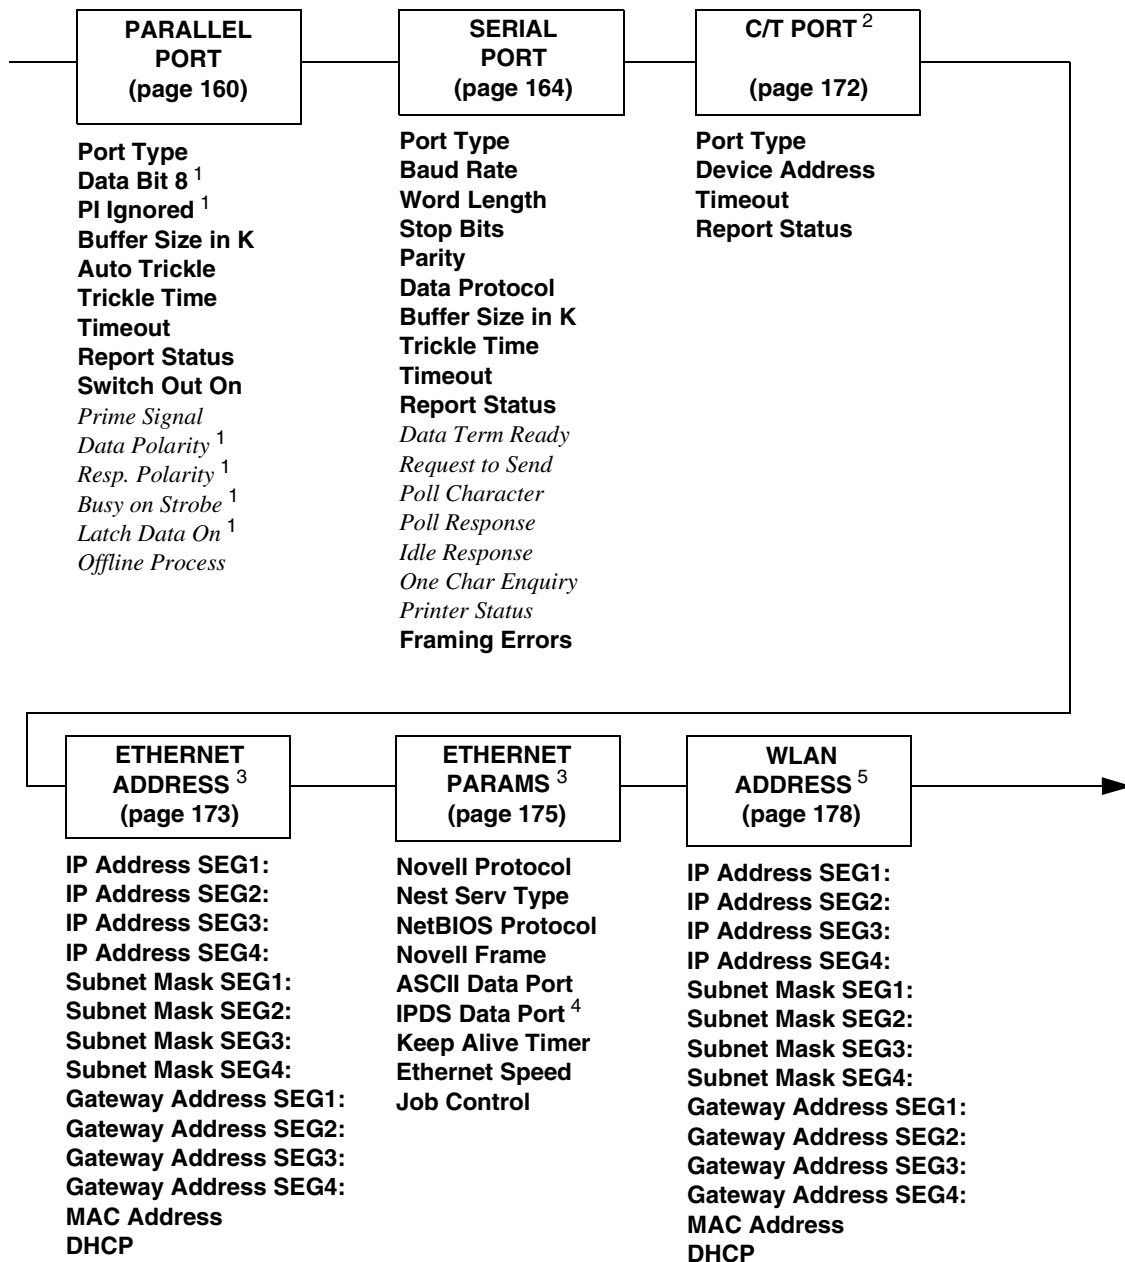 PARALLEL
PORT
(page 160)
Port Type
Data Bit 8 1
PI Ignored 1
Buffer Size in K
Auto Trickle
Trickle Time
Timeout
Report Status
Switch Out On
Prime Signal
Data Polarity 1
Resp. Polarity 1
Busy on Strobe 1
Latch Data On 1
Offline Process
SERIAL
PORT
(page 164)
Port Type
Baud Rate
Word Length
Stop Bits
Parity
Data Protocol
Buffer Size in K
Trickle Time
Timeout
Report Status
Data Term Ready
Request to Send
Poll Character
Poll Response
Idle Response
One Char Enquiry
Printer Status
Framing Errors
C/T PORT 2
(page 172)
Port Type
Device Address
Timeout
Report Status
ETHERNET
ADDRESS 3
(page 173)
IP Address SEG1:
IP Address SEG2:
IP Address SEG3:
IP Address SEG4:
Subnet Mask SEG1:
Subnet Mask SEG2:
Subnet Mask SEG3:
Subnet Mask SEG4:
Gateway Address SEG1:
Gateway Address SEG2:
Gateway Address SEG3:
Gateway Address SEG4:
MAC Address
DHCP
ETHERNET
PARAMS 3
(page 175)
Novell Protocol
Nest Serv Type
NetBIOS Protocol
Novell Frame
ASCII Data Port
IPDS Data Port 4
Keep Alive Timer
Ethernet Speed
Job Control
WLAN
ADDRESS 5
(page 178)
IP Address SEG1:
IP Address SEG2:
IP Address SEG3:
IP Address SEG4:
Subnet Mask SEG1:
Subnet Mask SEG2:
Subnet Mask SEG3:
Subnet Mask SEG4:
Gateway Address SEG1:
Gateway Address SEG2:
Gateway Address SEG3:
Gateway Address SEG4:
MAC Address
DHCP